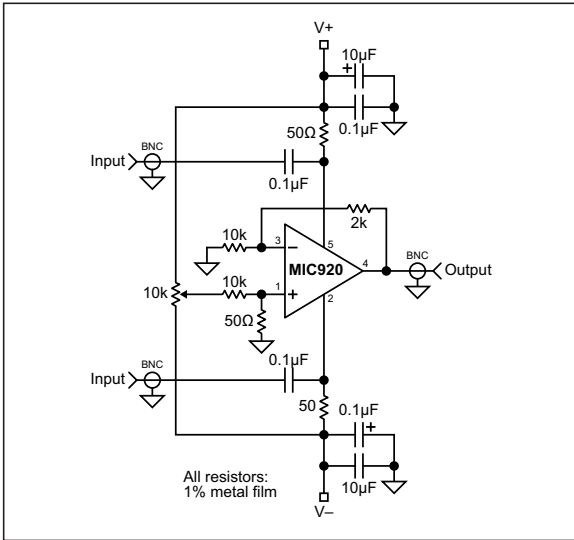 V+
10µF
+
0.1µF
50Ω
BNC
Input
0.1µF
2k
10k
3
−
5
MIC920
4
BNC
Output
10k
10k
1
+
2
50Ω
0.1µF
BNC
Input
50
0.1µF
+
10µF
All resistors:
1% metal film
V–